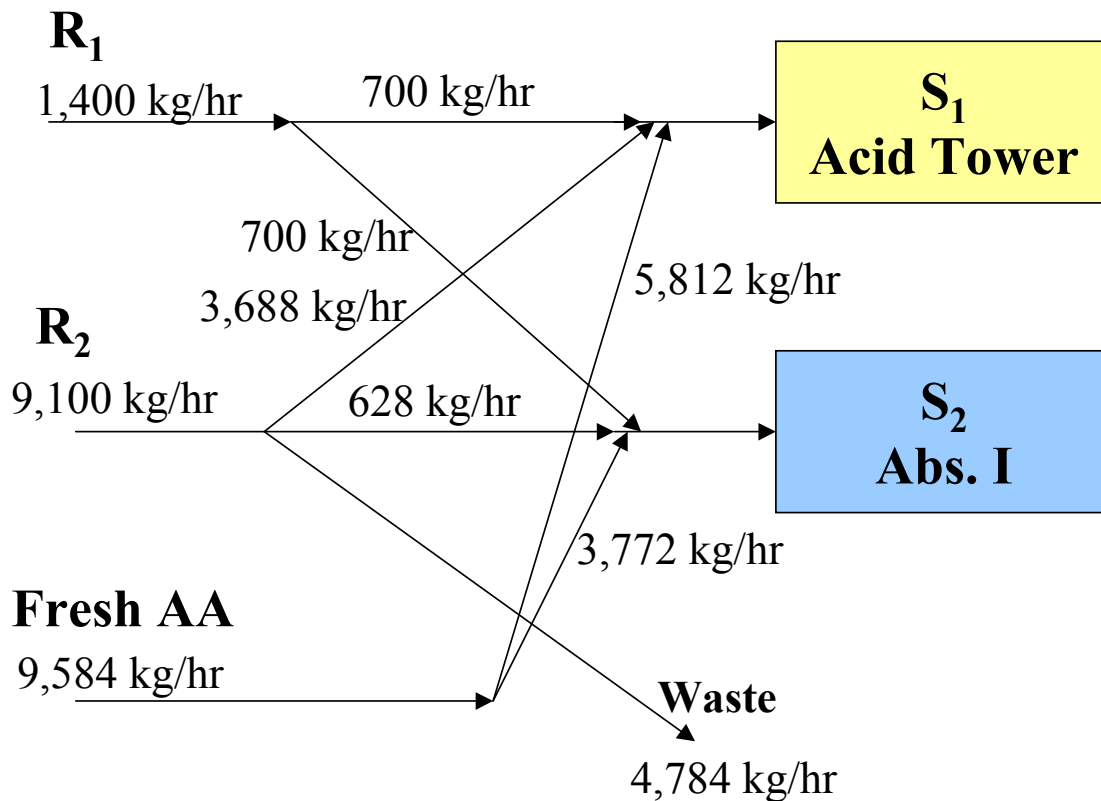 R₁
1,400 kg/hr
700 kg/hr
S₁
Acid Tower
700 kg/hr
3,688 kg/hr
5,812 kg/hr
R₂
9,100 kg/hr
628 kg/hr
S₂
Abs. I
3,772 kg/hr
Fresh AA
9,584 kg/hr
Waste
4,784 kg/hr